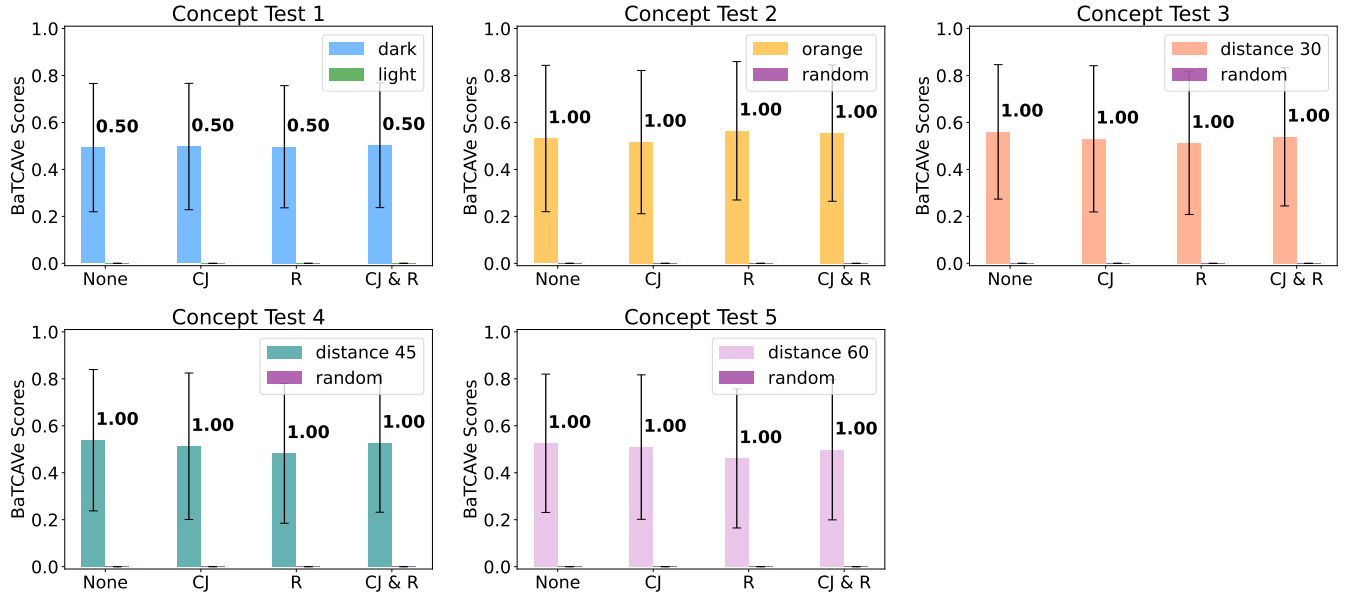 Concept Test 1
BaTCAVe Scores
1.0
0.8
0.6
0.4
0.2
0.0
dark
light
0.50 0.50 0.50 0.50
None CJ R CJ & R
Concept Test 2
BaTCAVe Scores
1.0
0.8
0.6
0.4
0.2
0.0
orange
random
1.00 1.00 1.00 1.00
None CJ R CJ & R
Concept Test 3
BaTCAVe Scores
1.0
0.8
0.6
0.4
0.2
0.0
distance 30
random
1.00 1.00 1.00 1.00
None CJ R CJ & R
Concept Test 4
BaTCAVe Scores
1.0
0.8
0.6
0.4
0.2
0.0
distance 45
random
1.00 1.00 1.00 1.00
None CJ R CJ & R
Concept Test 5
BaTCAVe Scores
1.0
0.8
0.6
0.4
0.2
0.0
distance 60
random
1.00 1.00 1.00 1.00
None CJ R CJ & R